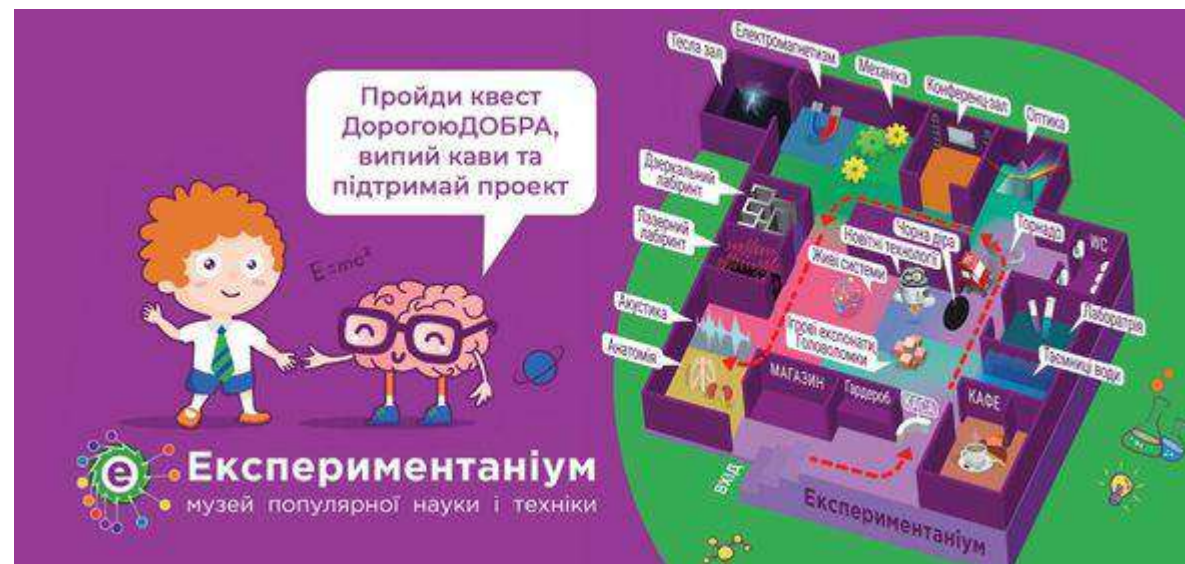 Пройди квест
ДорогоюДОБРА,
випий кави та
підтримай проект
E=mc²
е
Експериментаніум
музей популярної науки і техніки
Тесла зал
Електромагнетизм
Механіка
Конференц-зал
Оптика
Дзеркальний
лабіринт
Лазерний
лабіринт
Чорна діра
Новітні технології
Живі системи
Торнадо
WC
Акустика
Анатомія
Ігрові експонати,
Головоломки
Лабораторія
Таємниці води
МАГАЗИН
Гардероб
КАСА
КАФЕ
ВХІД
Експериментаніум